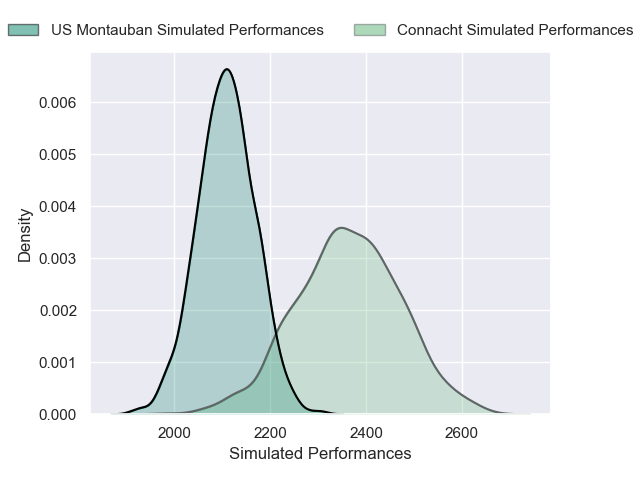 US Montauban Simulated Performances
Connacht Simulated Performances
0.006
0.005
0.004
0.003
0.002
0.001
0.000
Density
2000
2200
2400
2600
Simulated Performances